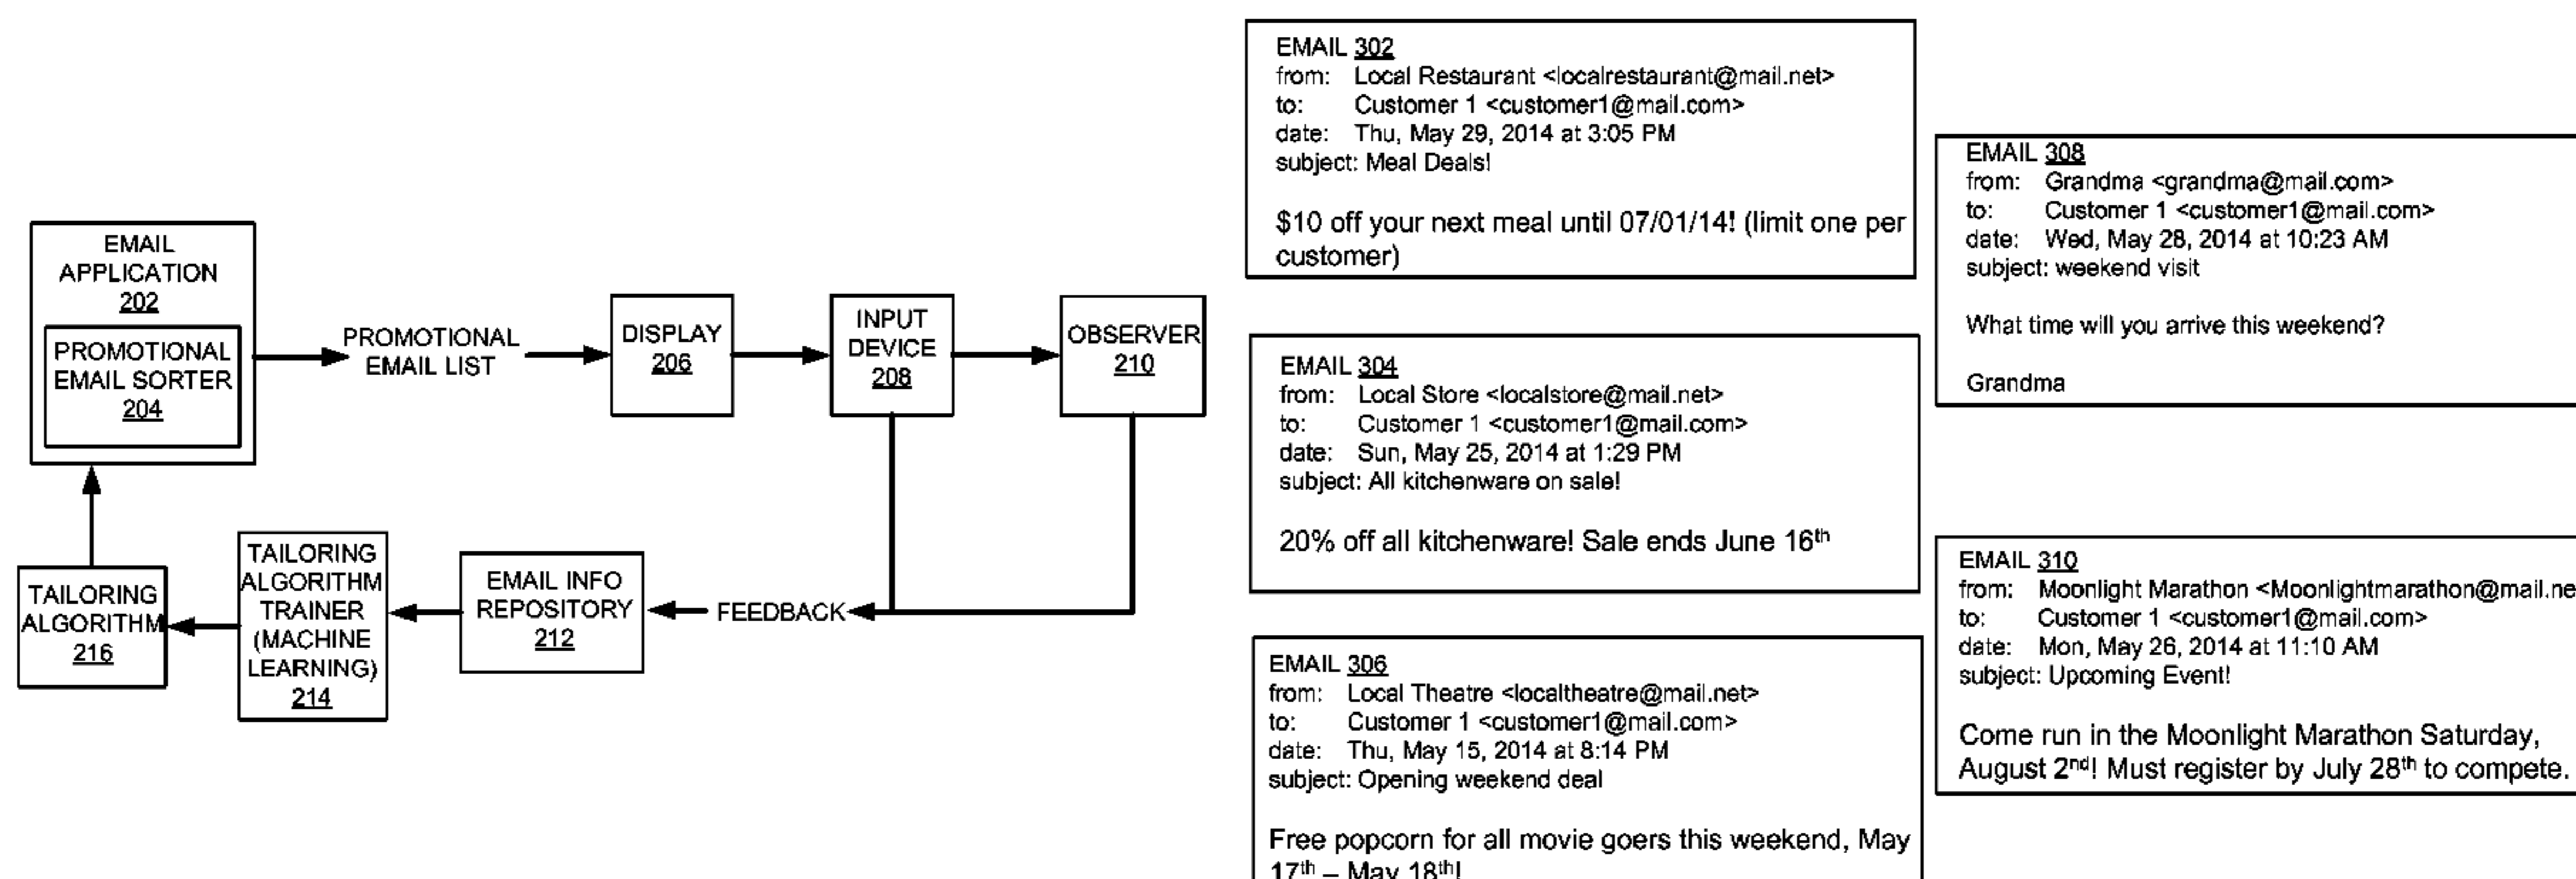 EMAIL
APPLICATION
202
PROMOTIONAL
EMAIL SORTER
204
PROMOTIONAL
EMAIL LIST
DISPLAY
206
INPUT
DEVICE
208
OBSERVER
210
TAILORING
ALGORITHM
216
TAILORING
ALGORITHM
TRAINER
(MACHINE
LEARNING)
214
EMAIL INFO
REPOSITORY
212
FEEDBACK
EMAIL 302
from: Local Restaurant <localrestaurant@mail.net>
to: Customer 1 <customer1@mail.com>
date: Thu, May 29, 2014 at 3:05 PM
subject: Meal Deals!
$10 off your next meal until 07/01/14! (limit one per
customer)
EMAIL 304
from: Local Store <localstore@mail.net>
to: Customer 1 <customer1@mail.com>
date: Sun, May 25, 2014 at 1:29 PM
subject: All kitchenware on sale!
20% off all kitchenware! Sale ends June 16th
EMAIL 306
from: Local Theatre <localtheatre@mail.net>
to: Customer 1 <customer1@mail.com>
date: Thu, May 15, 2014 at 8:14 PM
subject: Opening weekend deal
Free popcorn for all movie goers this weekend, May
17th – May 18th!
EMAIL 308
from: Grandma <grandma@mail.com>
to: Customer 1 <customer1@mail.com>
date: Wed, May 28, 2014 at 10:23 AM
subject: weekend visit
What time will you arrive this weekend?
Grandma
EMAIL 310
from: Moonlight Marathon <Moonlightmarathon@mail.ne
to: Customer 1 <customer1@mail.com>
date: Mon, May 26, 2014 at 11:10 AM
subject: Upcoming Event!
Come run in the Moonlight Marathon Saturday,
August 2nd! Must register by July 28th to compete.